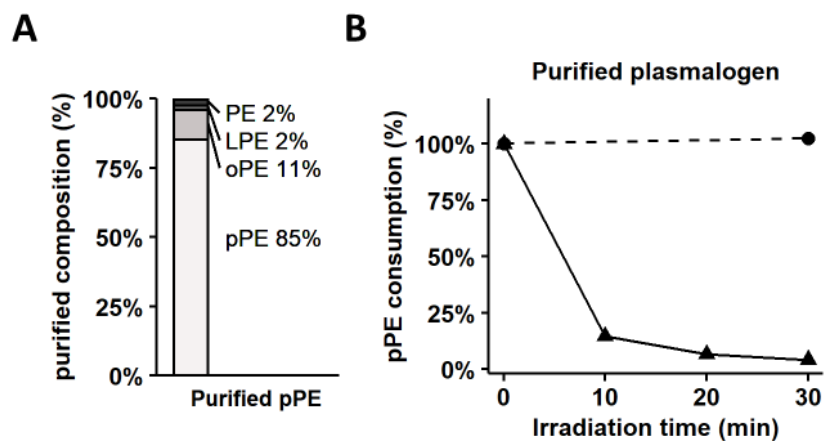 A
purified composition (%)
100%
75%
50%
25%
0%
PE 2%
LPE 2%
oPE 11%
pPE 85%
Purified pPE
B
Purified plasmalogen
pPE consumption (%)
100%
75%
50%
25%
0%
0
10
20
30
Irradiation time (min)